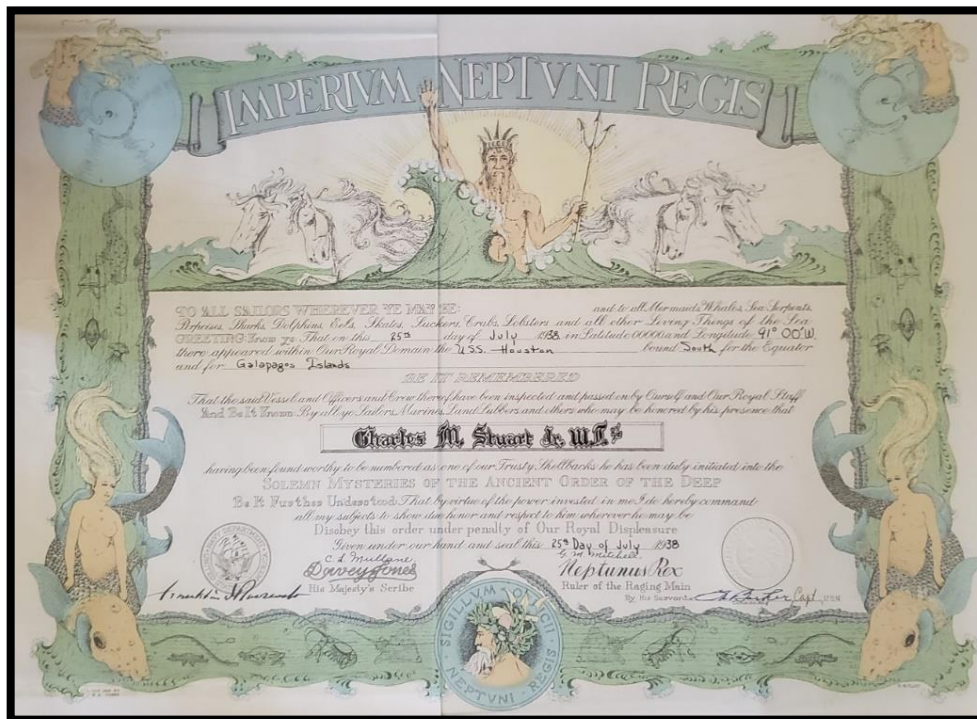 IMPERIVM NEPTVNI REGIS
TO ALL SAILORS WHEREVER YE MAY BE: and to all Mermaids, Whales, Sea Serpents,
Porpoises, Sharks, Dolphins, Eels, Skates, Suckers, Crabs, Lobsters and all other Living Things of the Sea
GREETING Know ye That on this 25th day of July 1938 in Latitude 00000 and Longitude 91° 00'W,
there appeared within Our Royal Domain the U.S.S. Houston bound South for the Equator
and for Galapagos Islands
BE IT REMEMBERED
That the said Vessel and Officers and Crew thereof have been inspected and passed on by Ourself and Our Royal Staff
And Be It Known: By all ye Sailors, Marines, Land Lubbers and others who may be honored by his presence that
Charles M. Stuart Jr.
having been found worthy to be numbered as one of our Trusty Shellbacks he has been duly initiated into the
SOLEMN MYSTERIES OF THE ANCIENT ORDER OF THE DEEP
Be It Further Understood: That by virtue of the power invested in me I do hereby command
all my subjects to show due honor and respect to him wherever he may be
Disobey this order under penalty of Our Royal Displeasure
Given under our hand and seal this 25th Day of July 1938
Davey Jones
His Majesty's Scribe
G. M. Mitchell
Neptunus Rex
Ruler of the Raging Main
By His Servant Capt. USN
SIGILLVM OFFICII
NEPTVNI · REGIS